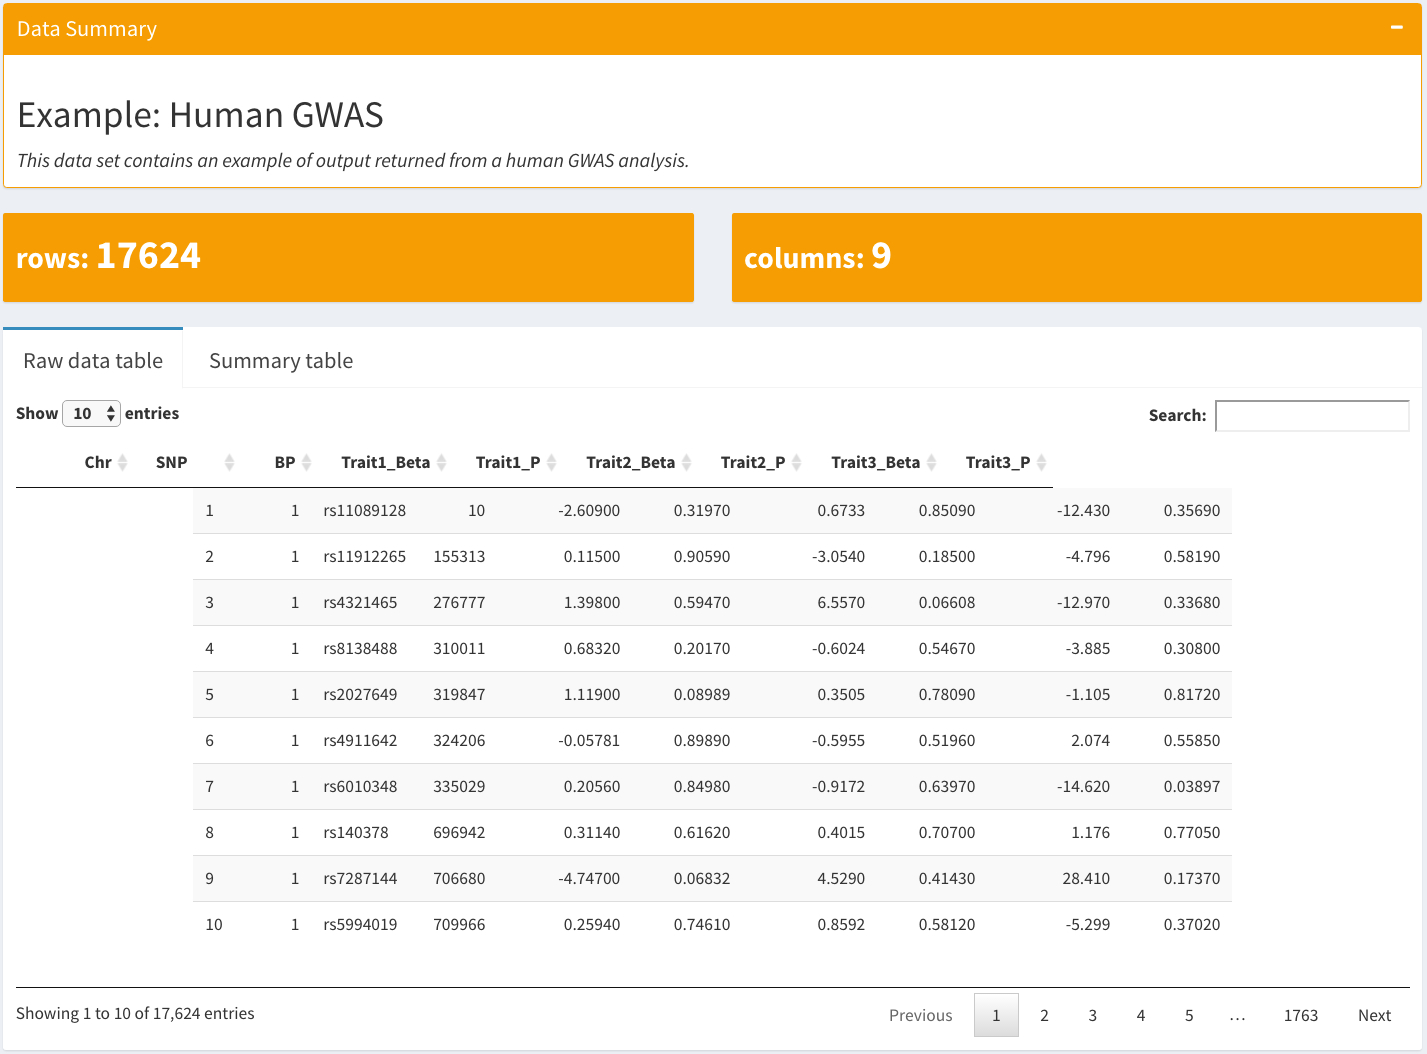 Data Summary
Example: Human GWAS
This data set contains an example of output returned from a human GWAS analysis.
rows: 17624
columns: 9
Raw data table Summary table
Show 10 entries Search:
Chr SNP BP Trait1_Beta Trait1_P Trait2_Beta Trait2_P Trait3_Beta Trait3_P
1 1 rs11089128 10 -2.60900 0.31970 0.6733 0.85090 -12.430 0.35690
2 1 rs11912265 155313 0.11500 0.90590 -3.0540 0.18500 -4.796 0.58190
3 1 rs4321465 276777 1.39800 0.59470 6.5570 0.06608 -12.970 0.33680
4 1 rs8138488 310011 0.68320 0.20170 -0.6024 0.54670 -3.885 0.30800
5 1 rs2027649 319847 1.11900 0.08989 0.3505 0.78090 -1.105 0.81720
6 1 rs4911642 324206 -0.05781 0.89890 -0.5955 0.51960 2.074 0.55850
7 1 rs6010348 335029 0.20560 0.84980 -0.9172 0.63970 -14.620 0.03897
8 1 rs140378 696942 0.31140 0.61620 0.4015 0.70700 1.176 0.77050
9 1 rs7287144 706680 -4.74700 0.06832 4.5290 0.41430 28.410 0.17370
10 1 rs5994019 709966 0.25940 0.74610 0.8592 0.58120 -5.299 0.37020
Showing 1 to 10 of 17,624 entries Previous 1 2 3 4 5 … 1763 Next